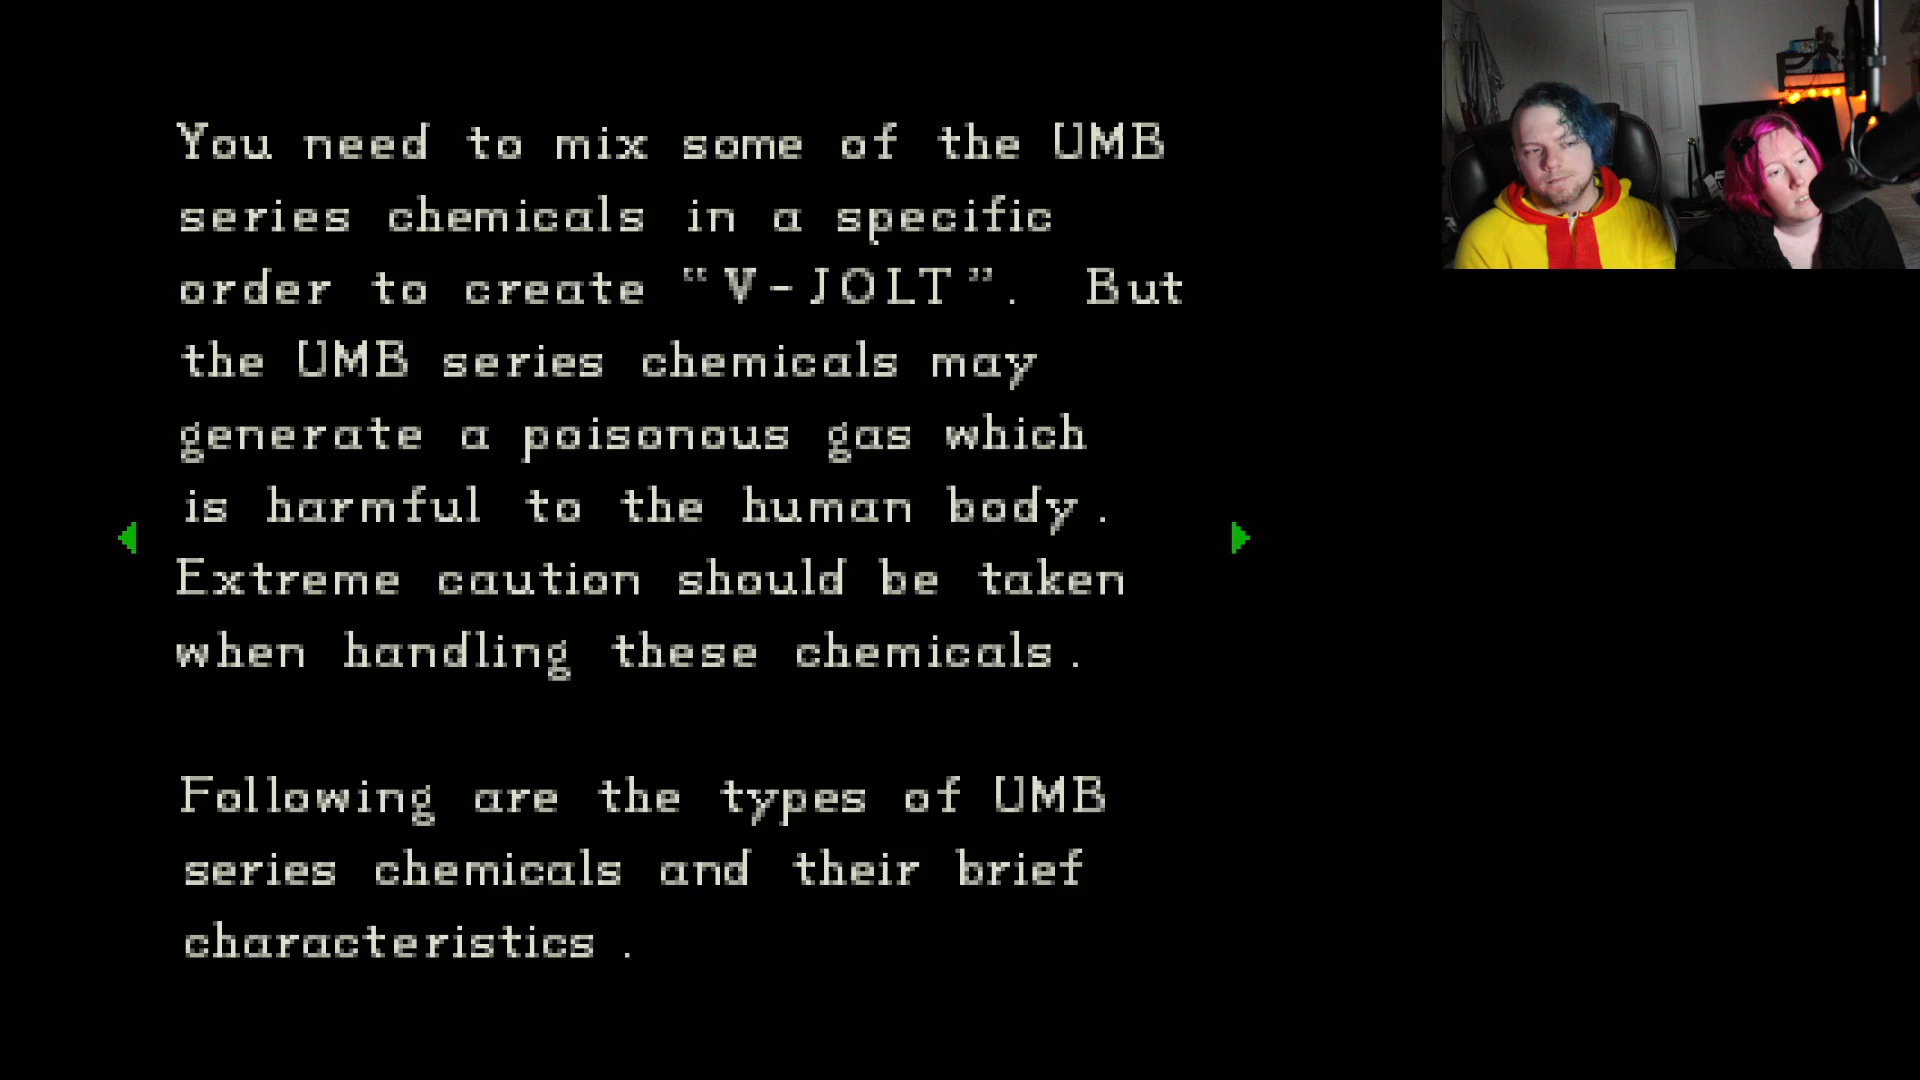 You need to mix some of the UMB
series chemicals in a specific
order to create "V-JOLT". But
the UMB series chemicals may
generate a poisonous gas which
is harmful to the human body.
Extreme caution should be taken
when handling these chemicals.
Following are the types of UMB
series chemicals and their brief
characteristics.